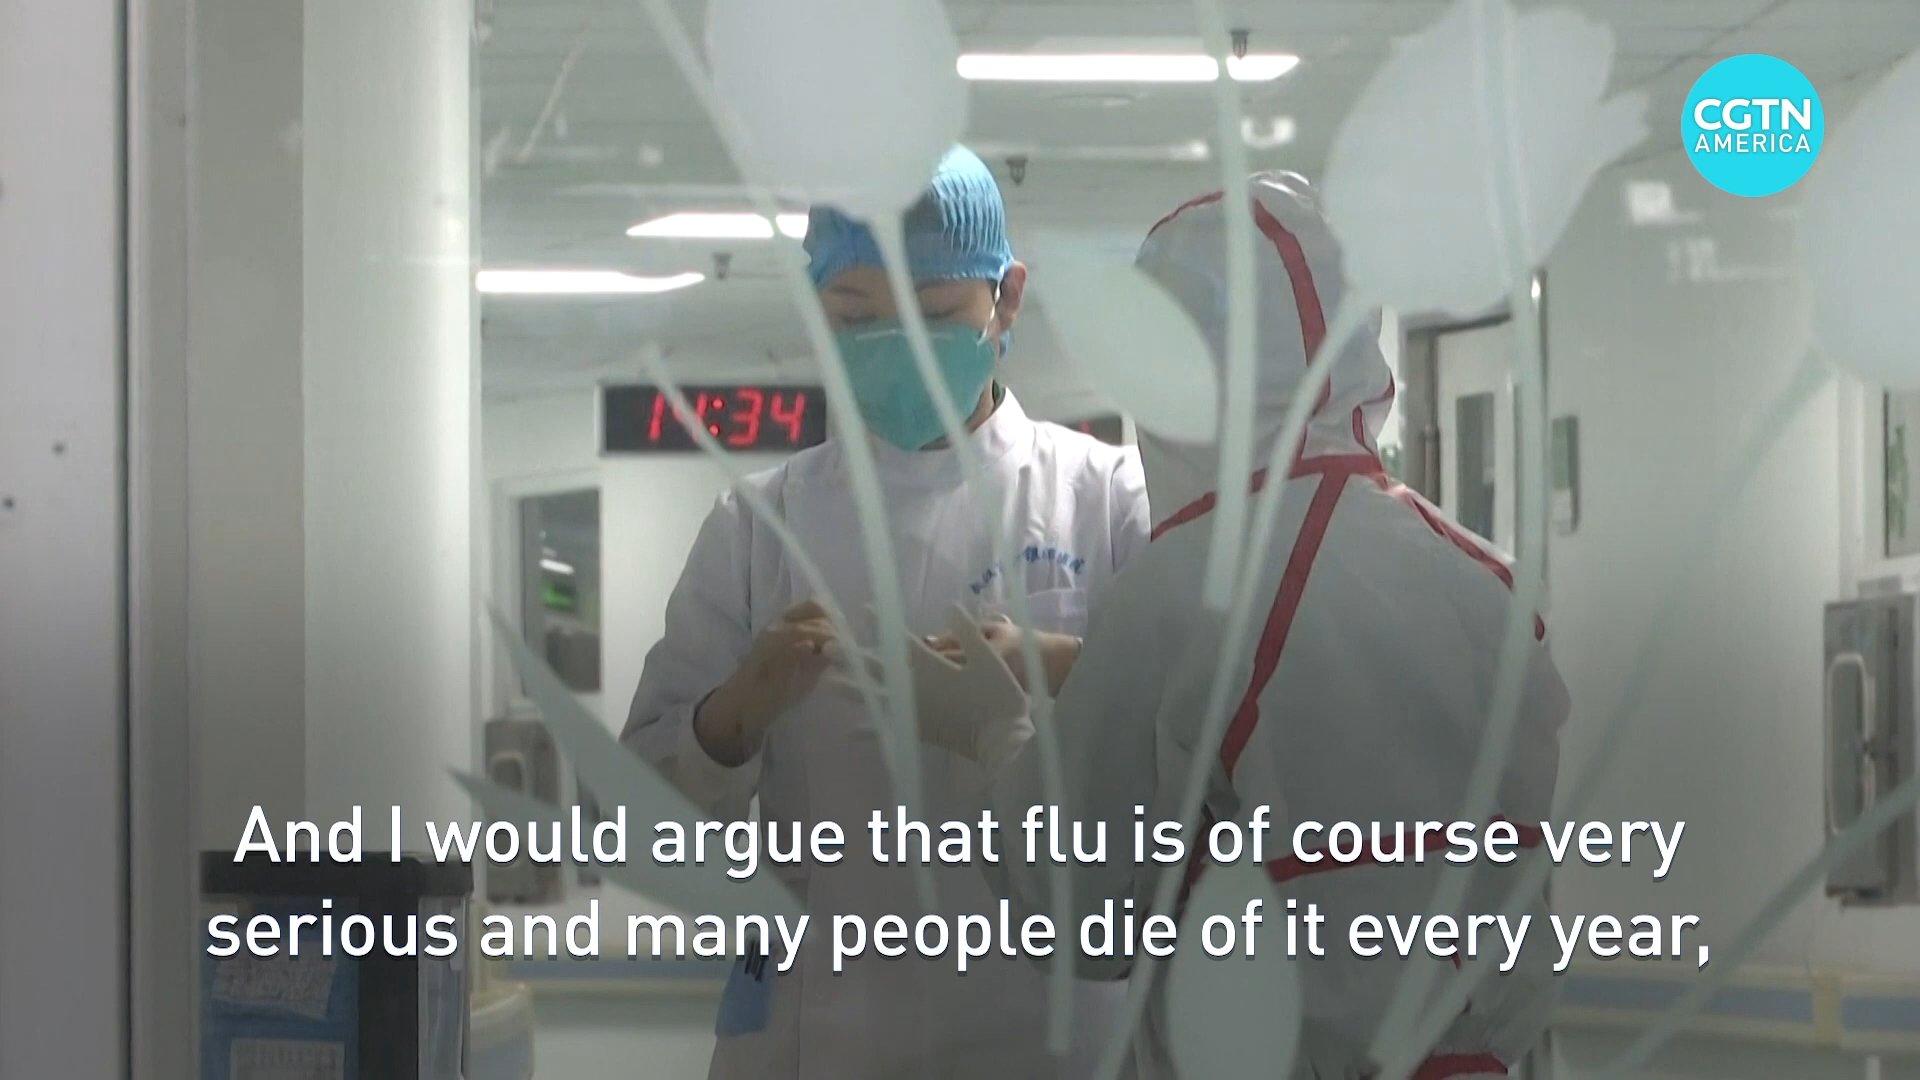 CGTN
AMERICA
14:34
And I would argue that flu is of course very
serious and many people die of it every year,